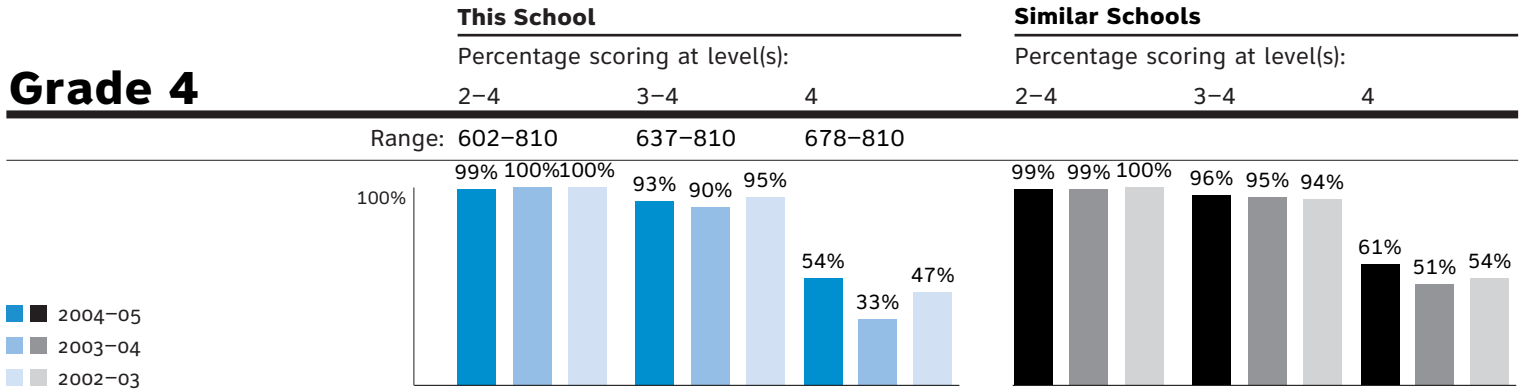 This School Similar Schools
Percentage scoring at level(s): Percentage scoring at level(s):
Grade 4 2–4 3–4 4 2–4 3–4 4
Range: 602–810 637–810 678–810
99% 100% 100% 93% 90% 95% 54% 33% 47% 99% 99% 100% 96% 95% 94% 61% 51% 54%
100%
2004–05
2003–04
2002–03